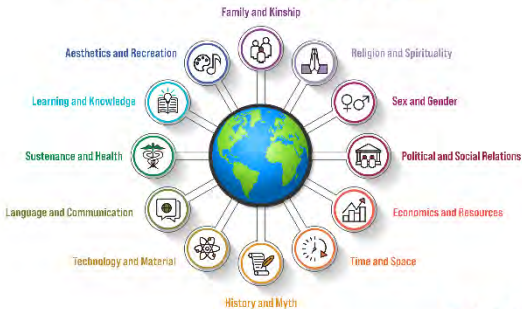 Family and Kinship
Aesthetics and Recreation
Religion and Spirituality
Learning and Knowledge
Sex and Gender
Sustenance and Health
Political and Social Relations
Language and Communication
Economics and Resources
Technology and Material
Time and Space
History and Myth